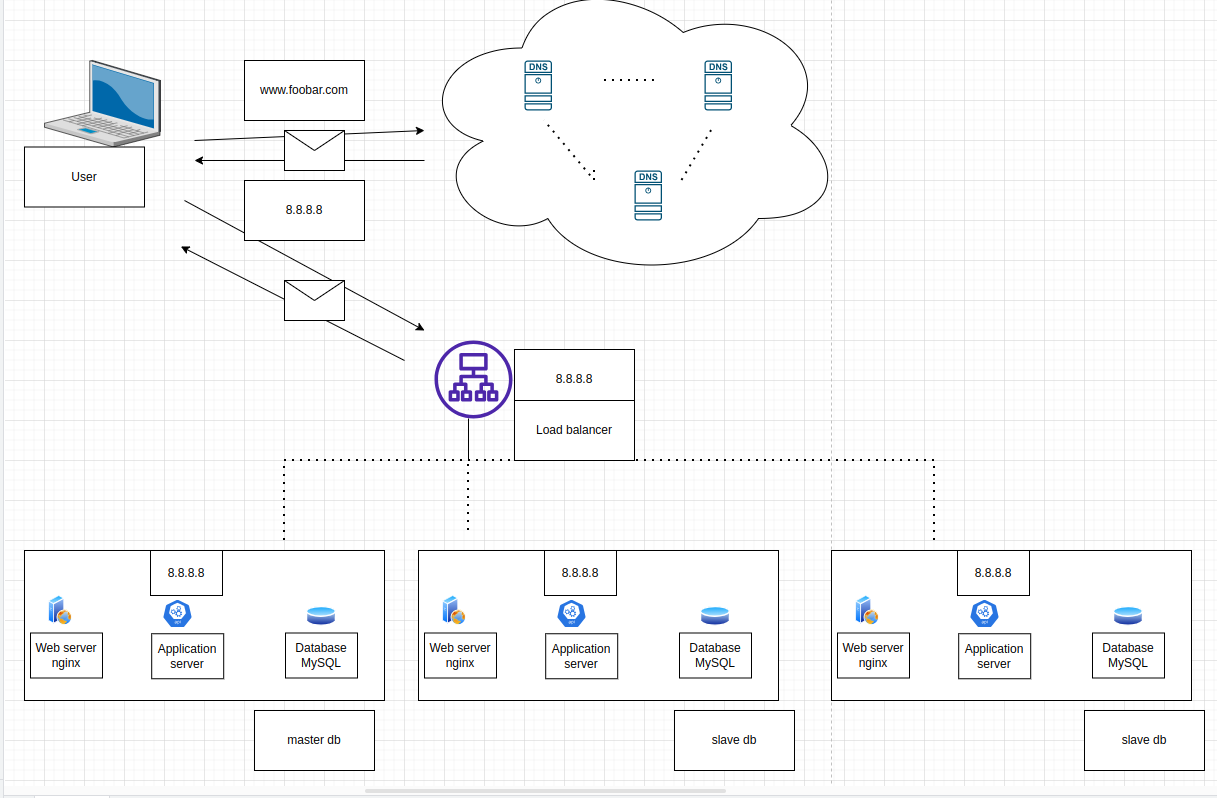 DNS
DNS
www.foobar.com
User
DNS
8.8.8.8
8.8.8.8
Load balancer
8.8.8.8
8.8.8.8
8.8.8.8
Web server
nginx
Application
server
Database
MySQL
Web server
nginx
Application
server
Database
MySQL
Web server
nginx
Application
server
Database
MySQL
master db
slave db
slave db